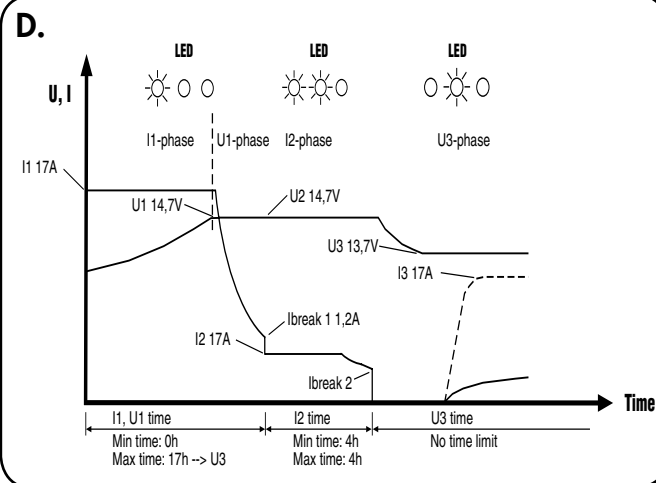 D.
LED LED LED
U, I
I1-phase U1-phase I2-phase U3-phase
I1 17A
U1 14,7V
U2 14,7V
U3 13,7V
I3 17A
Ibreak 1 1,2A
I2 17A
Ibreak 2
Time
I1, U1 time I2 time U3 time
Min time: 0h Min time: 4h No time limit
Max time: 17h --> U3 Max time: 4h